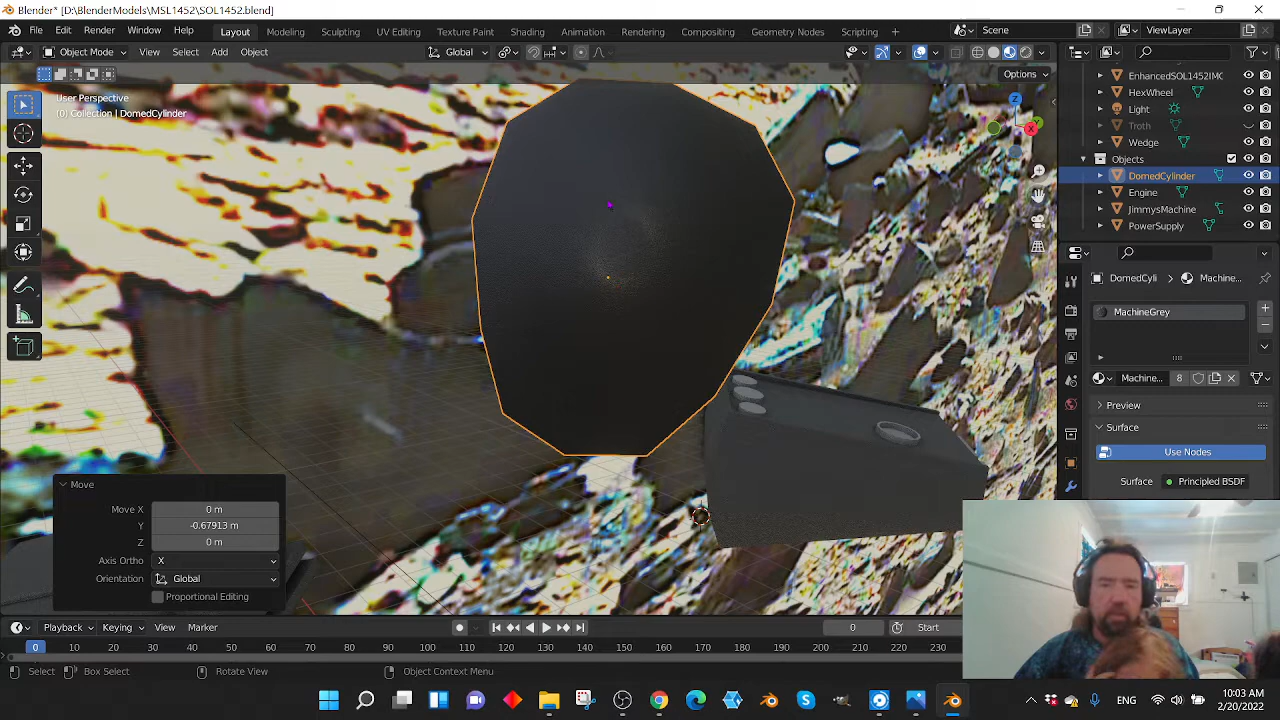 Blender* [D:\BlenderModels\MSL1452\SOL1452.blend]
File Edit Render Window Help Layout Modeling Sculpting UV Editing Texture Paint Shading Animation Rendering Compositing Geometry Nodes Scripting + Scene ViewLayer
Object Mode View Select Add Object Global
Options
User Perspective
(0) Collection | DomedCylinder
Z
Y
X
EnhancedSOL1452IMG
HexWheel
Light
Troth
Wedge
Objects
DomedCylinder
Engine
JimmysMachine
PowerSupply
DomedCyli Machine...
MachineGrey
Machine... 8
Preview
Surface
Use Nodes
Surface Principled BSDF
Move
Move X 0 m
Y -0.67913 m
Z 0 m
Axis Ortho X
Orientation Global
Proportional Editing
Playback Keying View Marker 0 Start
0 10 20 30 40 50 60 70 80 90 100 110 120 130 140 150 160 170 180 190 200 210 220 230
Select Box Select Rotate View Object Context Menu
ENG 10:03 AM
2/20/2022